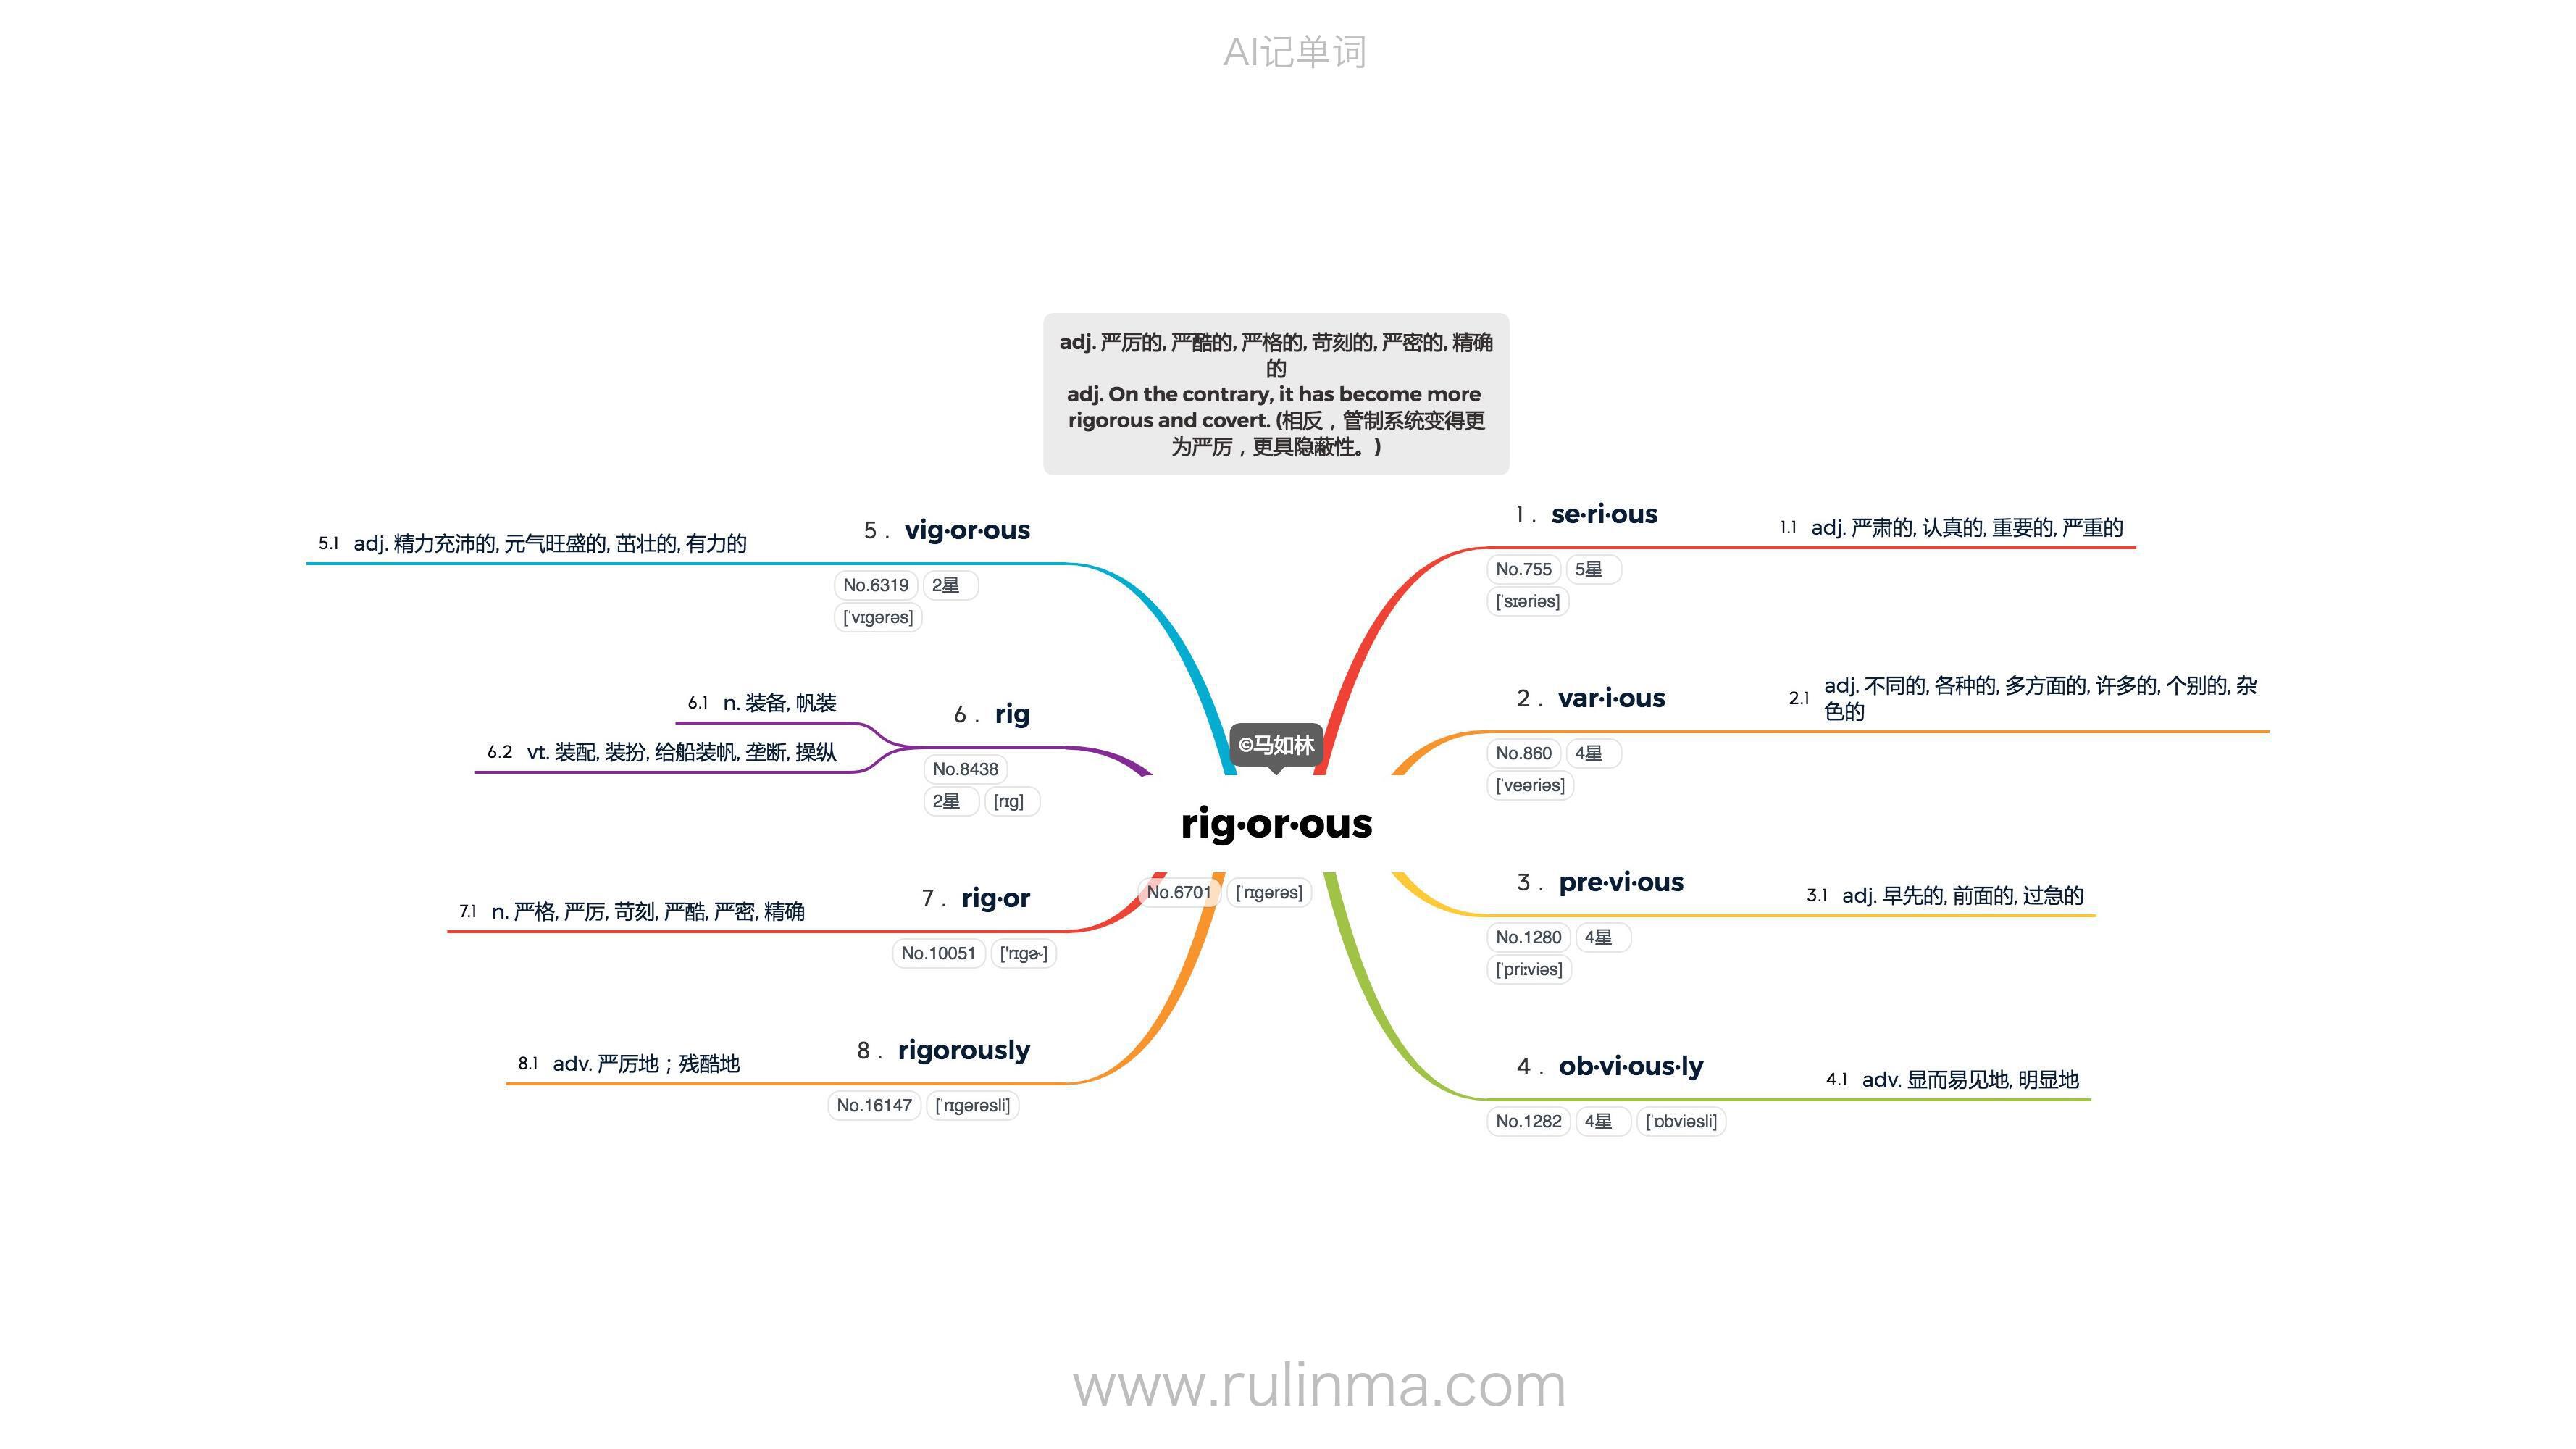 AI记单词
adj. 严厉的, 严酷的, 严格的, 苛刻的, 严密的, 精确
的
adj. On the contrary, it has become more
rigorous and covert. (相反，管制系统变得更
为严厉，更具隐蔽性。)
©马如林
rig·or·ous
No.6701 [ˈrɪgərəs]
1. se·ri·ous
No.755 5星
[ˈsɪəriəs]
1.1 adj. 严肃的, 认真的, 重要的, 严重的
2. var·i·ous
No.860 4星
[ˈveəriəs]
2.1 adj. 不同的, 各种的, 多方面的, 许多的, 个别的, 杂
色的
3. pre·vi·ous
No.1280 4星
[ˈpriːviəs]
3.1 adj. 早先的, 前面的, 过急的
4. ob·vi·ous·ly
No.1282 4星 [ˈɒbviəsli]
4.1 adv. 显而易见地, 明显地
5. vig·or·ous
No.6319 2星
[ˈvɪgərəs]
5.1 adj. 精力充沛的, 元气旺盛的, 茁壮的, 有力的
6. rig
No.8438
2星 [rɪg]
6.1 n. 装备, 帆装
6.2 vt. 装配, 装扮, 给船装帆, 垄断, 操纵
7. rig·or
No.10051 [ˈrɪgɚ]
7.1 n. 严格, 严厉, 苛刻, 严酷, 严密, 精确
8. rigorously
No.16147 [ˈrɪgərəsli]
8.1 adv. 严厉地；残酷地
www.rulinma.com